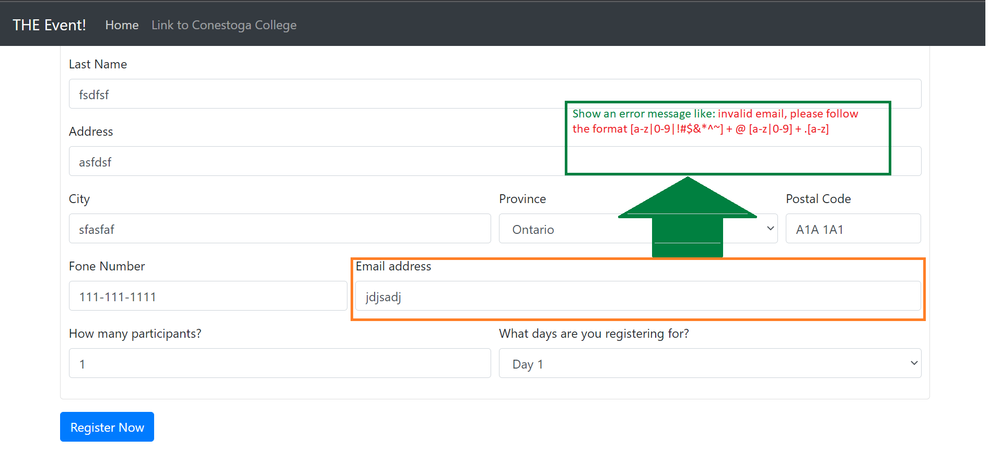 THE Event! Home Link to Conestoga College
Last Name
fsdfsf
Show an error message like: invalid email, please follow
the format [a-z|0-9|!#$&*^~] + @ [a-z|0-9] + .[a-z]
Address
asfdsf
City Province Postal Code
sfasfaf Ontario A1A 1A1
Fone Number Email address
111-111-1111 jdjsadj
How many participants? What days are you registering for?
1 Day 1
Register Now